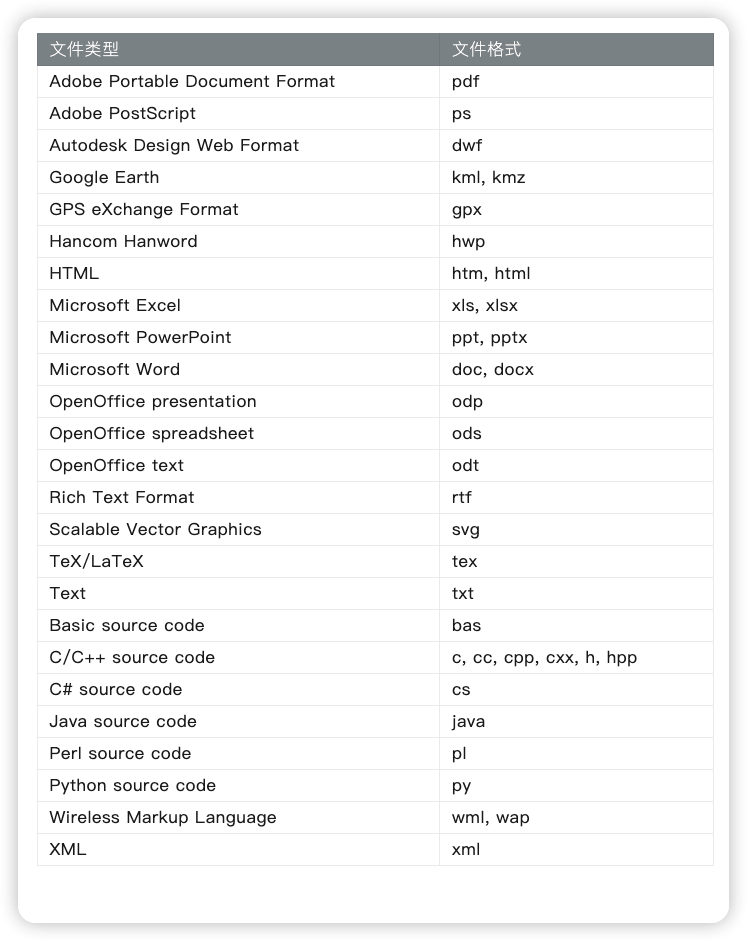 文件类型 文件格式
Adobe Portable Document Format pdf
Adobe PostScript ps
Autodesk Design Web Format dwf
Google Earth kml, kmz
GPS eXchange Format gpx
Hancom Hanword hwp
HTML htm, html
Microsoft Excel xls, xlsx
Microsoft PowerPoint ppt, pptx
Microsoft Word doc, docx
OpenOffice presentation odp
OpenOffice spreadsheet ods
OpenOffice text odt
Rich Text Format rtf
Scalable Vector Graphics svg
TeX/LaTeX tex
Text txt
Basic source code bas
C/C++ source code c, cc, cpp, cxx, h, hpp
C# source code cs
Java source code java
Perl source code pl
Python source code py
Wireless Markup Language wml, wap
XML xml